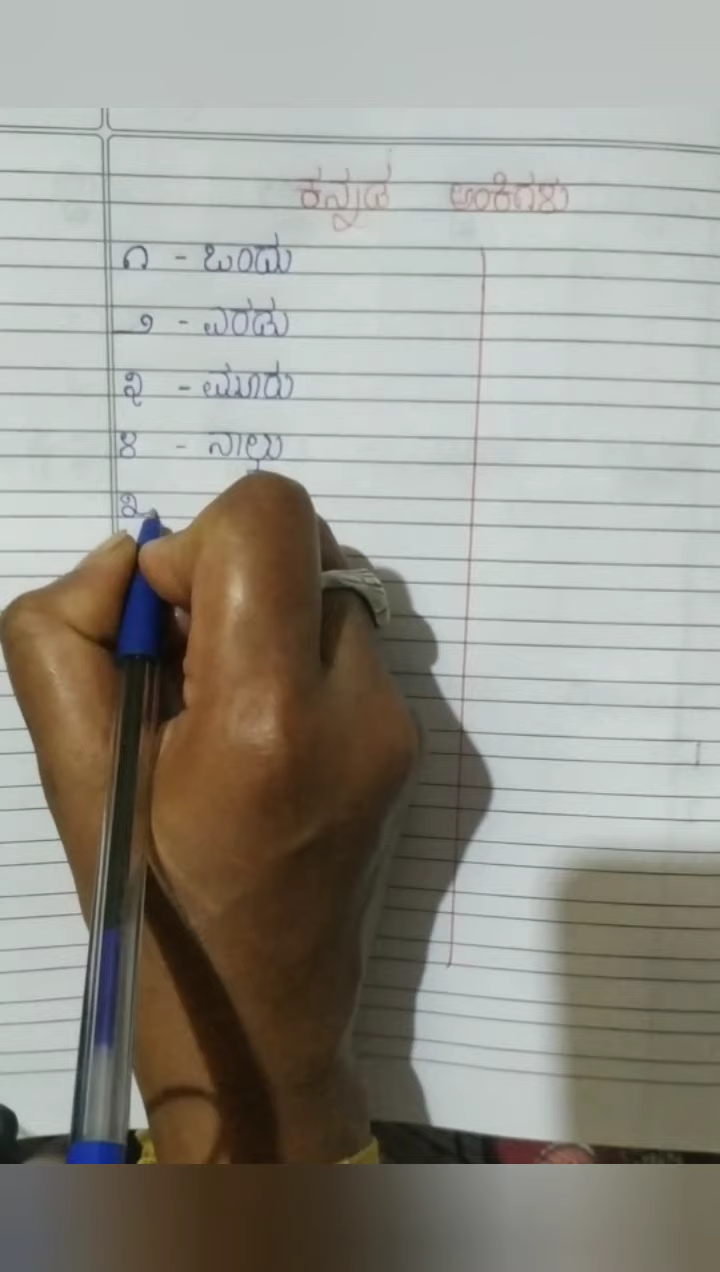 ಕನ್ನಡ ಅಂಕಿಗಳು
೧ - ಒಂದು
೨ - ಎರಡು
೩ - ಮೂರು
೪ - ನಾಲ್ಕು